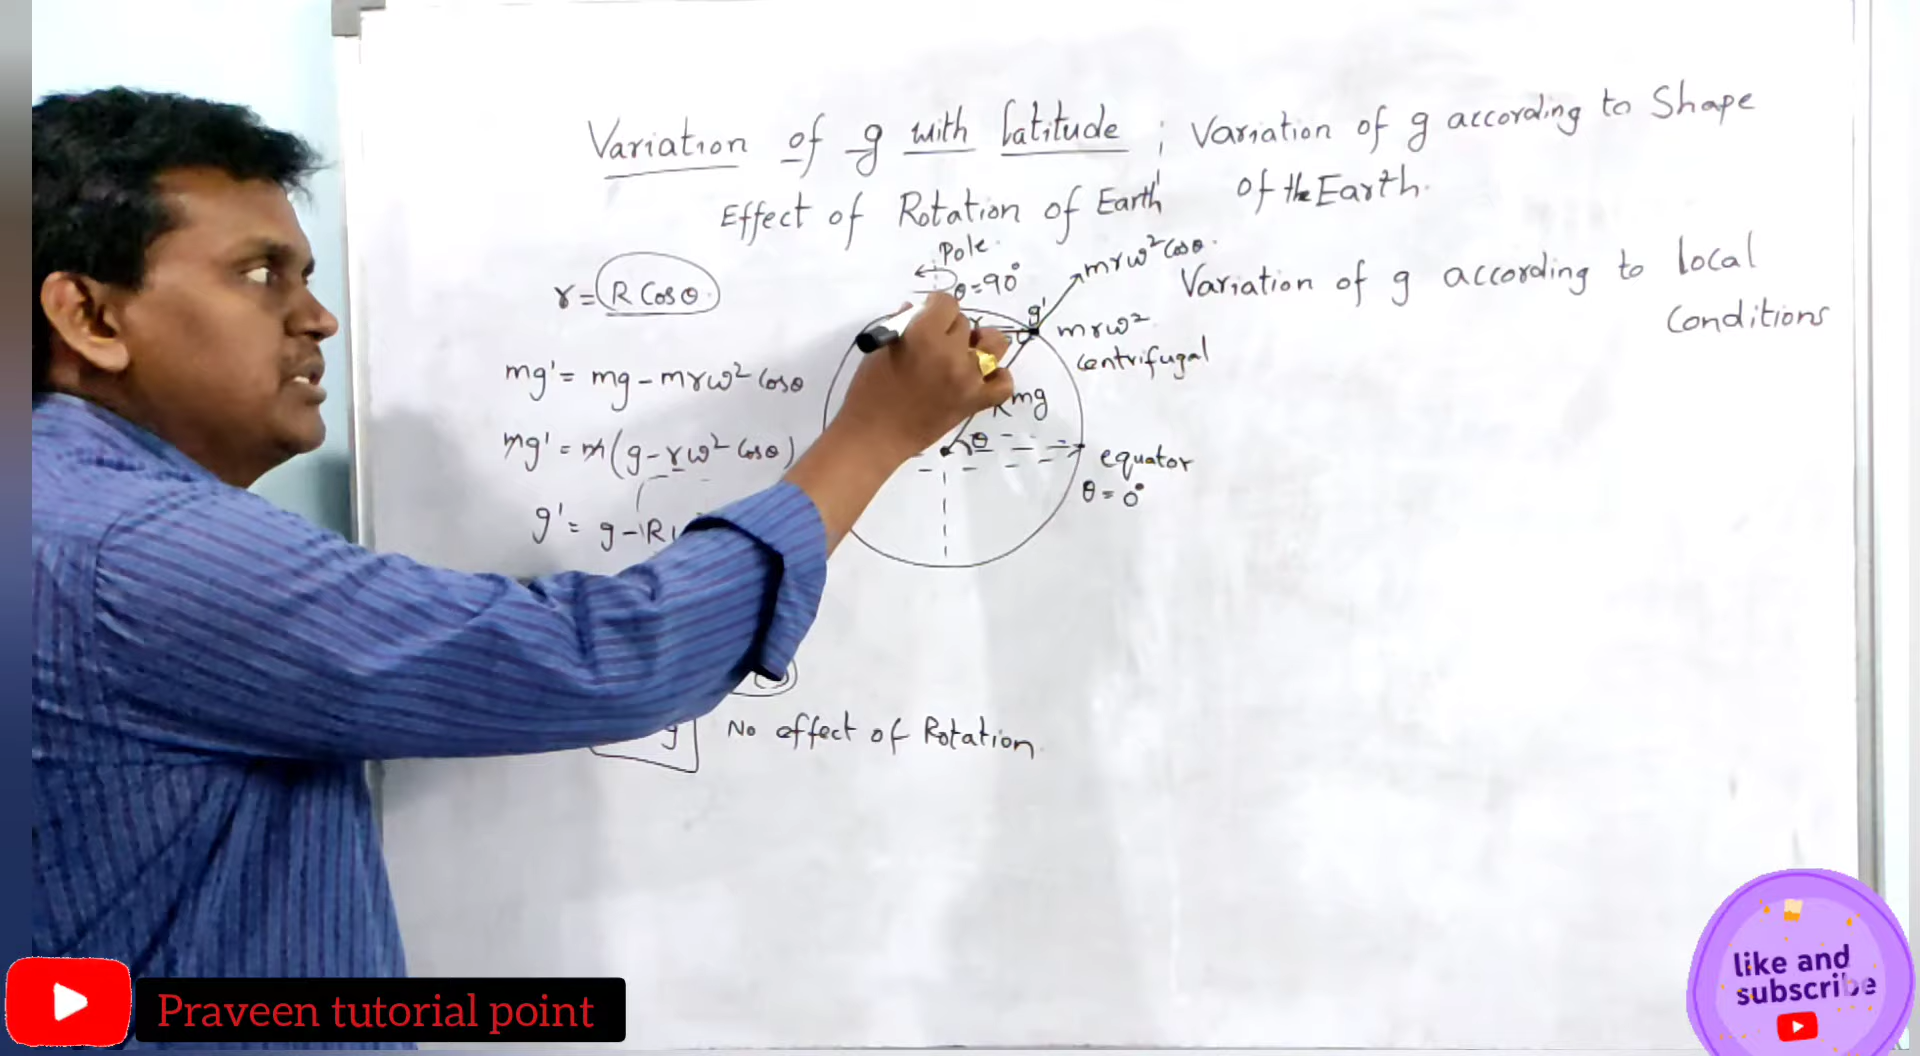 Variation of g with latitude ; Variation of g according to Shape
Effect of Rotation of Earth of the Earth.
Pole.
θ=90°
mrω² Cosθ.
Variation of g according to local
Conditions
r = R Cosθ.
g'
r
mrω²
centrifugal
mg' = mg - mrω² Cosθ
mg
mg' = m(g - rω² Cosθ)
θ
equator
θ = 0°
g' = g - R
g No effect of Rotation.
like and
subscribe
Praveen tutorial point